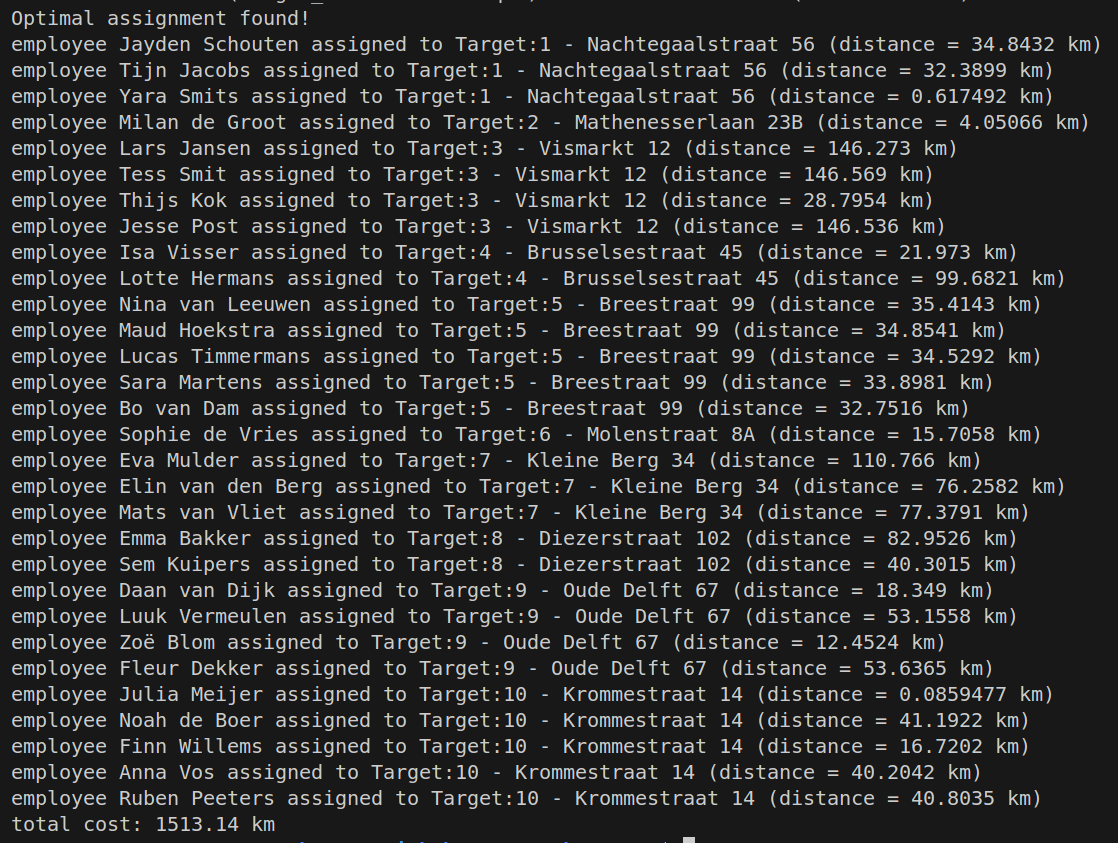 Optimal assignment found!
employee Jayden Schouten assigned to Target:1 - Nachtegaalstraat 56 (distance = 34.8432 km)
employee Tijn Jacobs assigned to Target:1 - Nachtegaalstraat 56 (distance = 32.3899 km)
employee Yara Smits assigned to Target:1 - Nachtegaalstraat 56 (distance = 0.617492 km)
employee Milan de Groot assigned to Target:2 - Mathenesserlaan 23B (distance = 4.05066 km)
employee Lars Jansen assigned to Target:3 - Vismarkt 12 (distance = 146.273 km)
employee Tess Smit assigned to Target:3 - Vismarkt 12 (distance = 146.569 km)
employee Thijs Kok assigned to Target:3 - Vismarkt 12 (distance = 28.7954 km)
employee Jesse Post assigned to Target:3 - Vismarkt 12 (distance = 146.536 km)
employee Isa Visser assigned to Target:4 - Brusselsestraat 45 (distance = 21.973 km)
employee Lotte Hermans assigned to Target:4 - Brusselsestraat 45 (distance = 99.6821 km)
employee Nina van Leeuwen assigned to Target:5 - Breestraat 99 (distance = 35.4143 km)
employee Maud Hoekstra assigned to Target:5 - Breestraat 99 (distance = 34.8541 km)
employee Lucas Timmermans assigned to Target:5 - Breestraat 99 (distance = 34.5292 km)
employee Sara Martens assigned to Target:5 - Breestraat 99 (distance = 33.8981 km)
employee Bo van Dam assigned to Target:5 - Breestraat 99 (distance = 32.7516 km)
employee Sophie de Vries assigned to Target:6 - Molenstraat 8A (distance = 15.7058 km)
employee Eva Mulder assigned to Target:7 - Kleine Berg 34 (distance = 110.766 km)
employee Elin van den Berg assigned to Target:7 - Kleine Berg 34 (distance = 76.2582 km)
employee Mats van Vliet assigned to Target:7 - Kleine Berg 34 (distance = 77.3791 km)
employee Emma Bakker assigned to Target:8 - Diezerstraat 102 (distance = 82.9526 km)
employee Sem Kuipers assigned to Target:8 - Diezerstraat 102 (distance = 40.3015 km)
employee Daan van Dijk assigned to Target:9 - Oude Delft 67 (distance = 18.349 km)
employee Luuk Vermeulen assigned to Target:9 - Oude Delft 67 (distance = 53.1558 km)
employee Zoë Blom assigned to Target:9 - Oude Delft 67 (distance = 12.4524 km)
employee Fleur Dekker assigned to Target:9 - Oude Delft 67 (distance = 53.6365 km)
employee Julia Meijer assigned to Target:10 - Krommestraat 14 (distance = 0.0859477 km)
employee Noah de Boer assigned to Target:10 - Krommestraat 14 (distance = 41.1922 km)
employee Finn Willems assigned to Target:10 - Krommestraat 14 (distance = 16.7202 km)
employee Anna Vos assigned to Target:10 - Krommestraat 14 (distance = 40.2042 km)
employee Ruben Peeters assigned to Target:10 - Krommestraat 14 (distance = 40.8035 km)
total cost: 1513.14 km